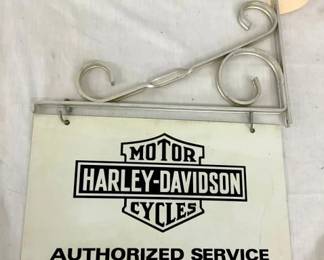 MOTOR
HARLEY-DAVIDSON
CYCLES
AUTHORIZED SERVICE